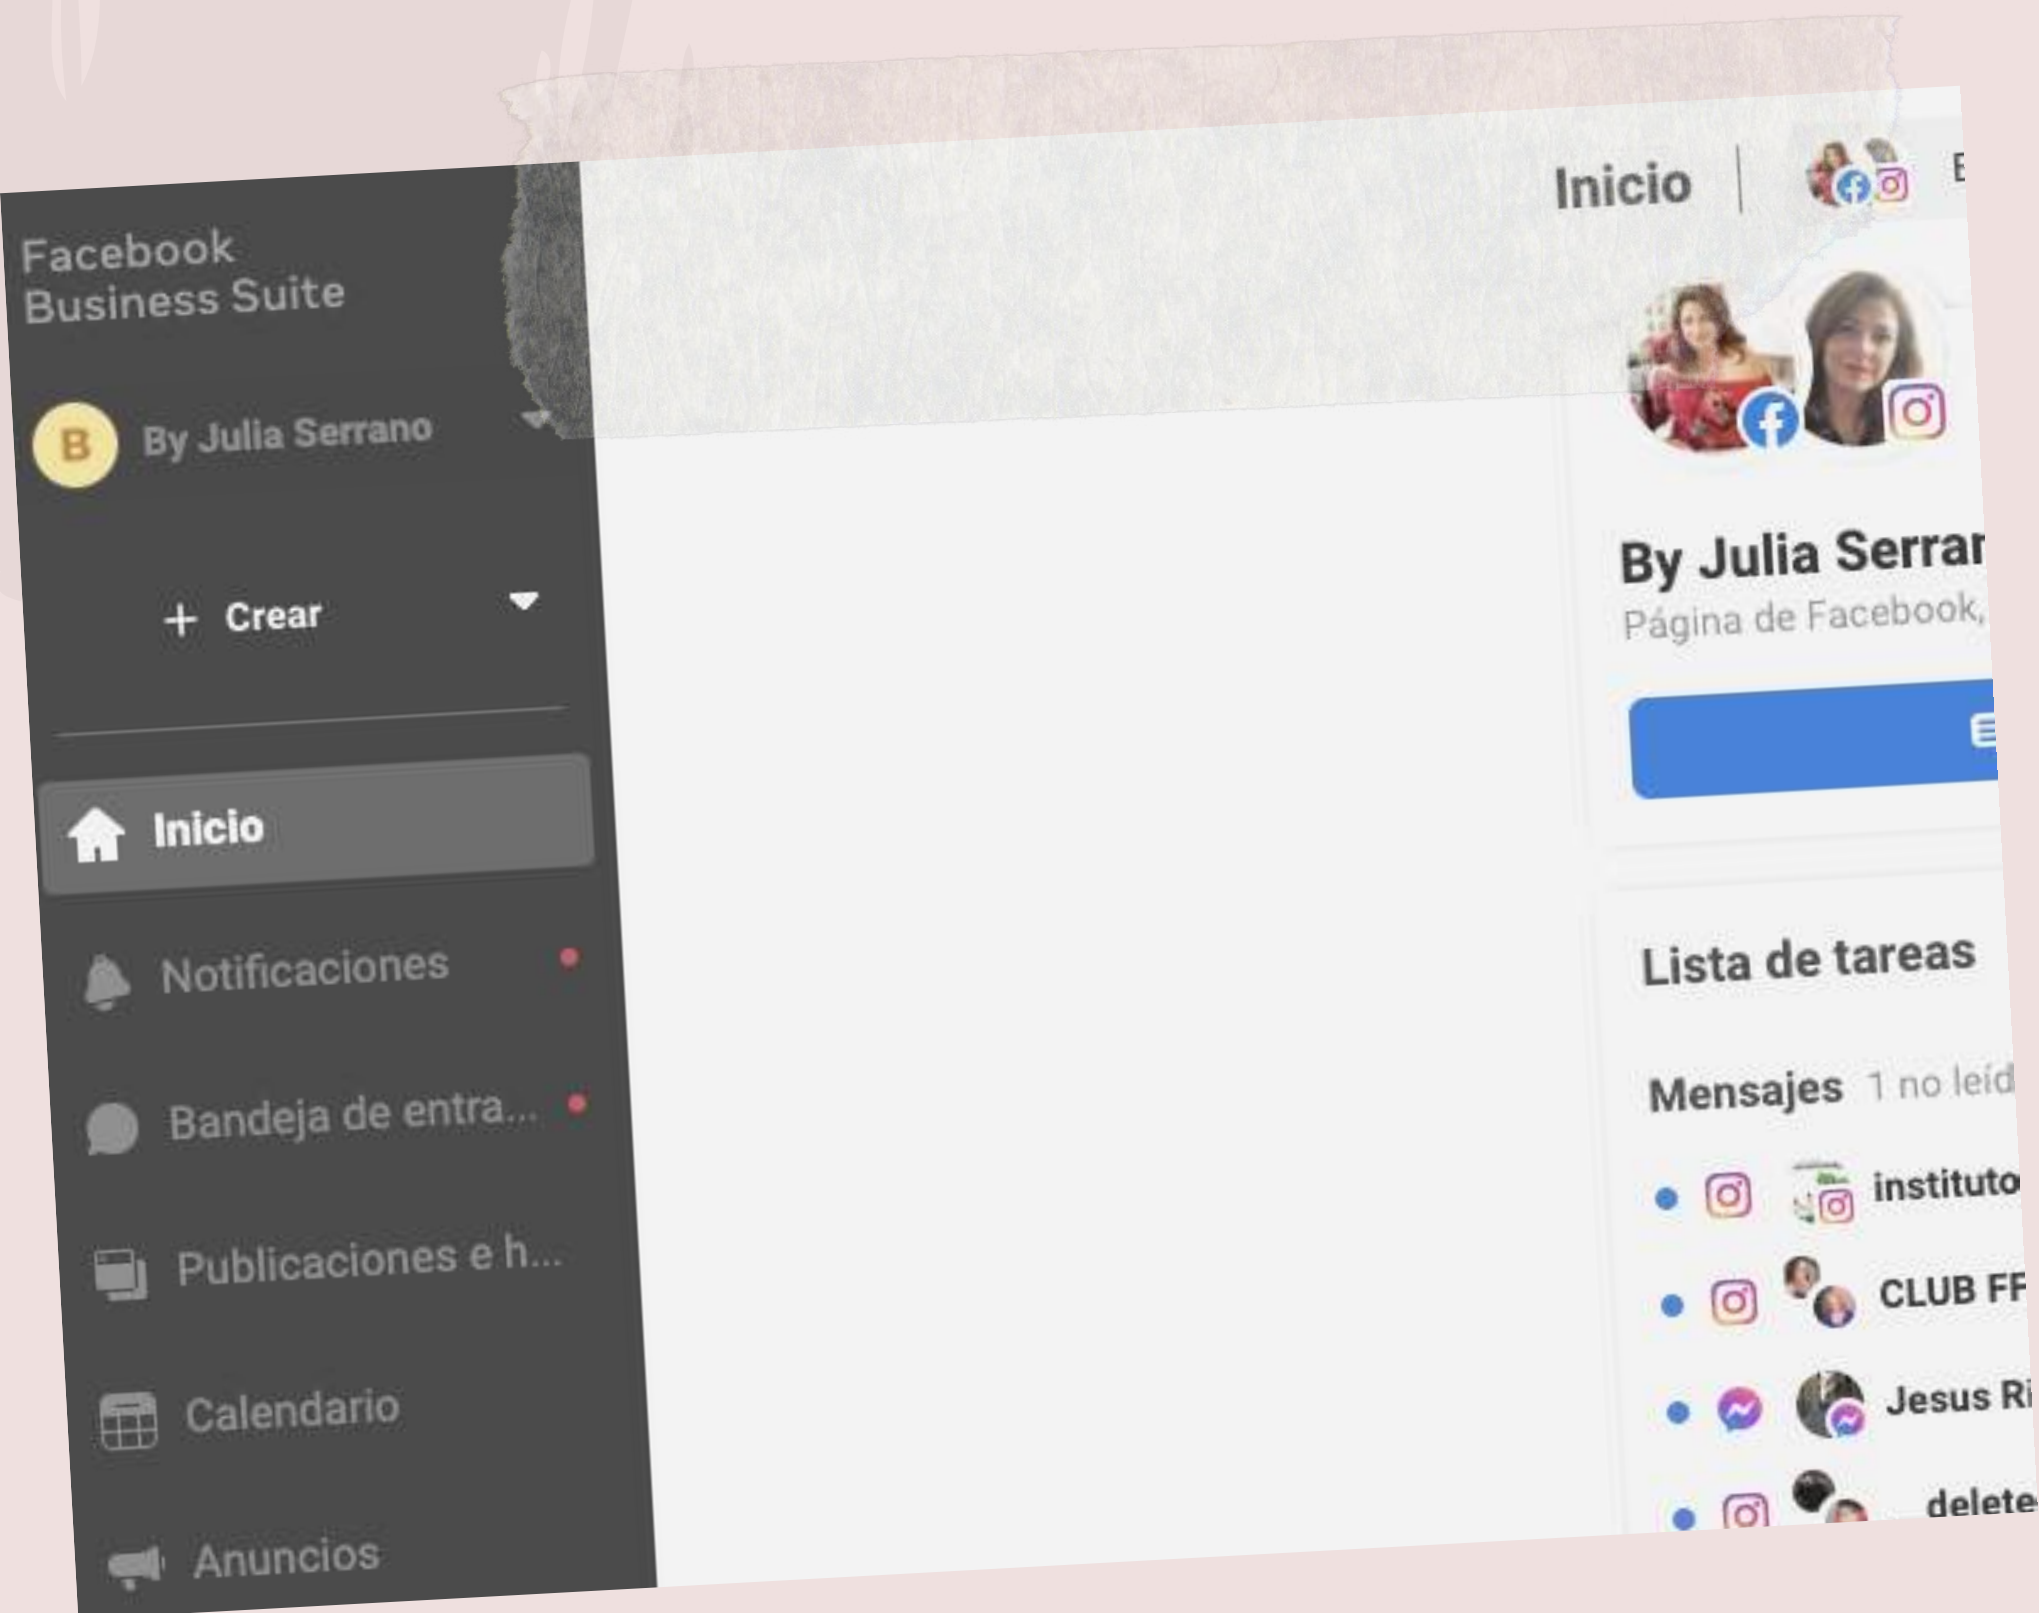 Facebook
Business Suite
B By Julia Serrano
+ Crear
Inicio
Notificaciones
Bandeja de entra...
Publicaciones e h...
Calendario
Anuncios
Inicio
By Julia Serran
Página de Facebook,
Lista de tareas
Mensajes 1 no leíd
instituto
CLUB FF
Jesus Ri
delete